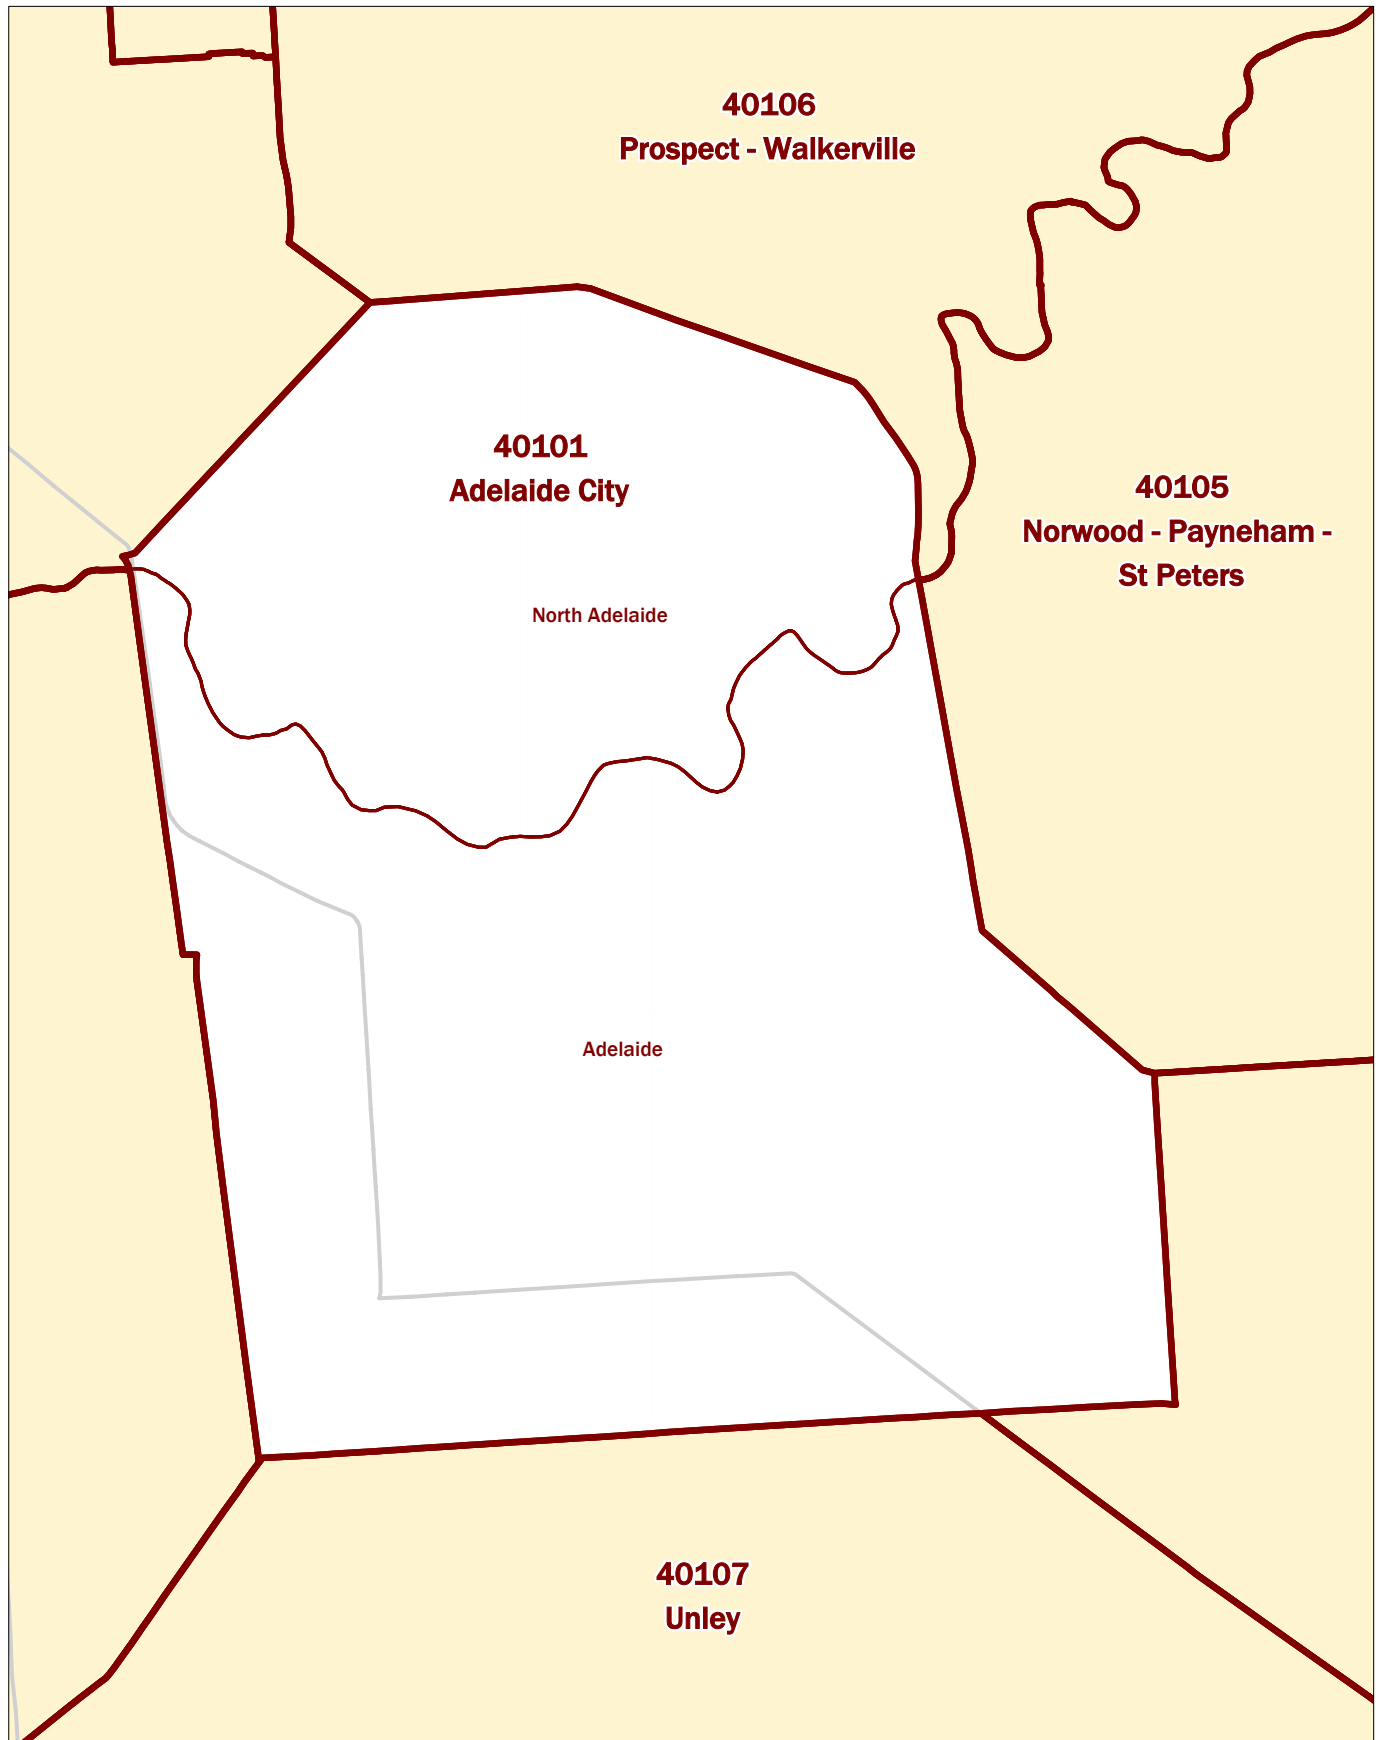 40106
Prospect - Walkerville
40101
Adelaide City
40105
Norwood - Payneham -
St Peters
North Adelaide
Adelaide
40107
Unley